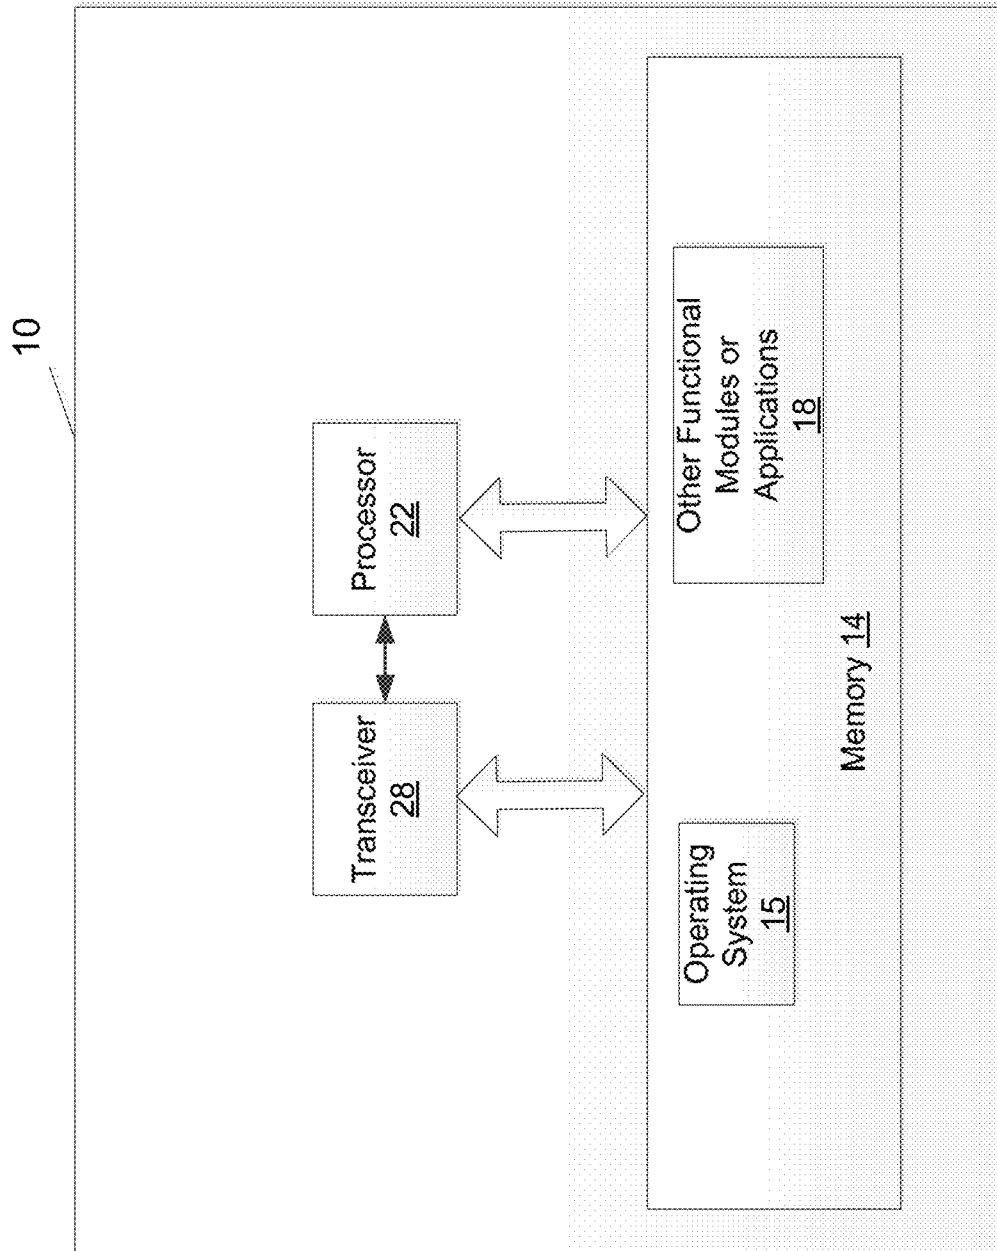 10
Transceiver
28
Processor
22
Operating
System
15
Other Functional
Modules or
Applications
18
Memory 14